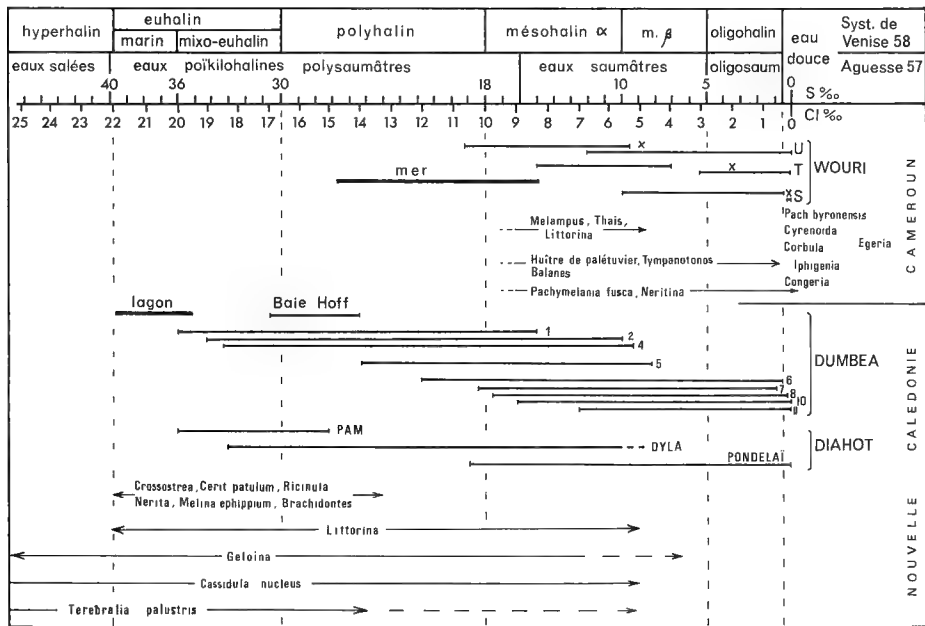 euhalin
hyperhalin marin mixo-euhalin polyhalin mésohalin α m. β oligohalin eau douce Syst. de Venise 58
eaux salées eaux poïkilohalines polysaumâtres eaux saumâtres oligosaum Aguesse 57
40 35 30 18 10 5 0
S ‰
25 24 23 22 21 20 19 18 17 16 15 14 13 12 11 10 9 8 7 6 5 4 3 2 1 0 Cl ‰
x U
x T WOURI
mer
x S
Melampus, Thais, Littorina
Pach byronensis
Cyrenoida
Corbula Egeria
Huître de palétuvier, Tympanotonos
Balanes
Iphigenia
Congeria
Pachymelania fusca, Neritina
CAMEROUN
lagon Baie Hoff
1
2
4
5
6
7
8
10
11
DUMBEA
PAM
DYLA
PONDELAÏ
DIAHOT
Crossostrea, Cerit patulum, Ricinula
Nerita, Melina ephippium, Brachidontes
Littorina
Geloina
Cassidula nucleus
Terebralia palustris
NOUVELLE CALEDONIE